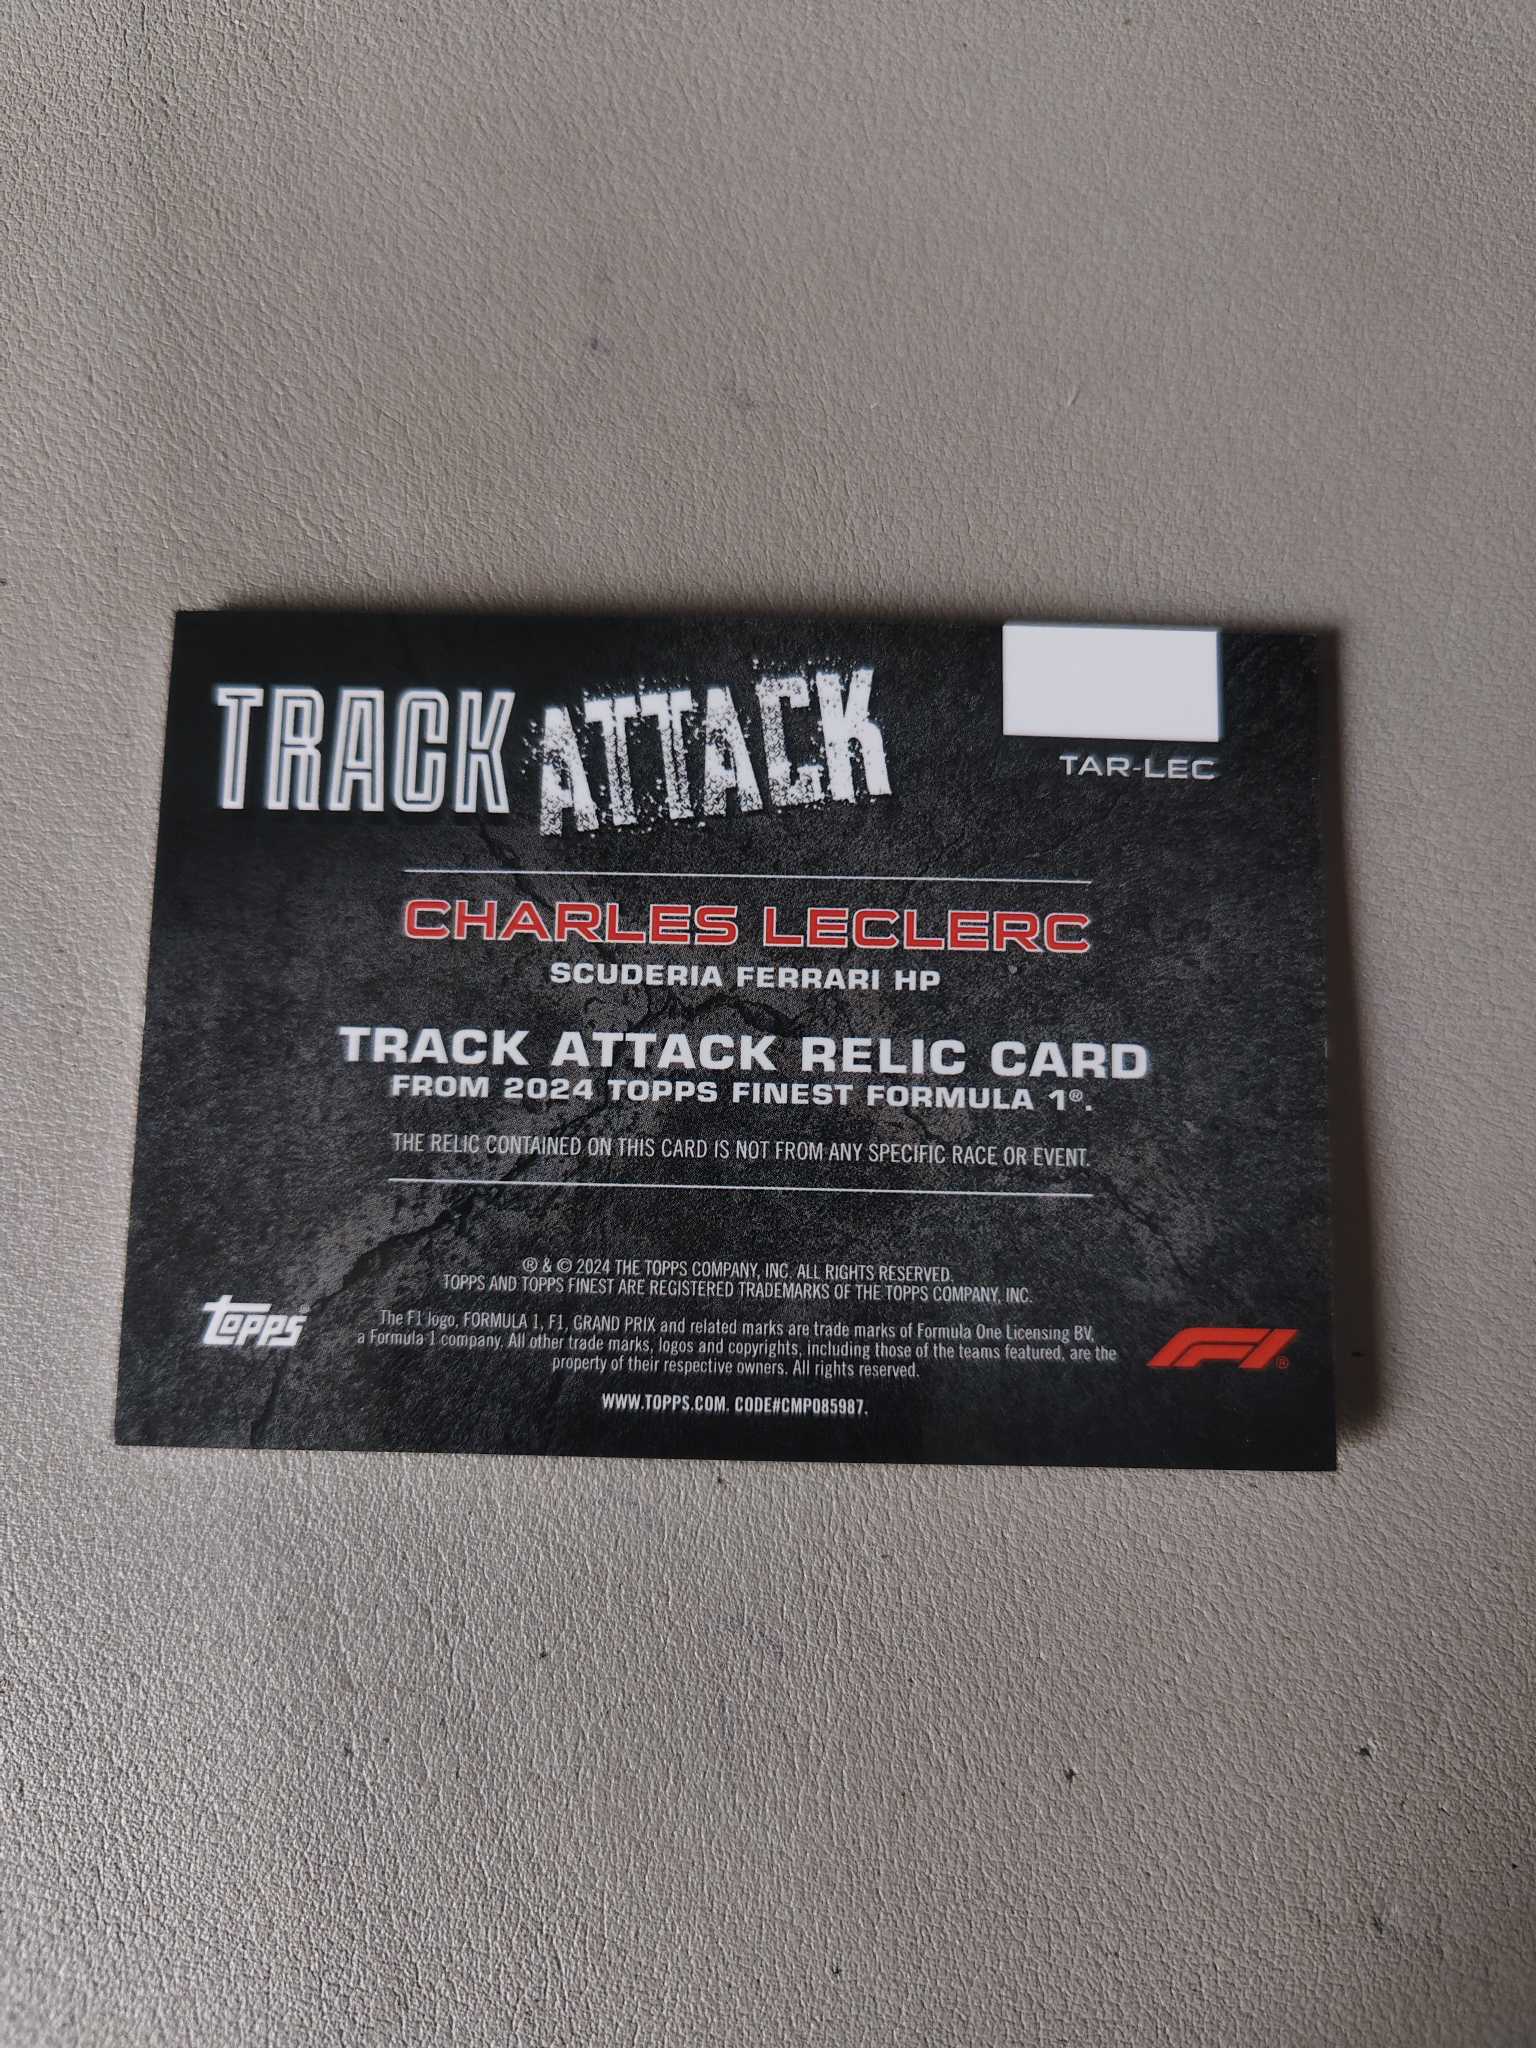 TRACK ATTACK
TAR-LEC
CHARLES LECLERC
SCUDERIA FERRARI HP
TRACK ATTACK RELIC CARD
FROM 2024 TOPPS FINEST FORMULA 1®.
THE RELIC CONTAINED ON THIS CARD IS NOT FROM ANY SPECIFIC RACE OR EVENT.
® & © 2024 THE TOPPS COMPANY, INC. ALL RIGHTS RESERVED.
TOPPS AND TOPPS FINEST ARE REGISTERED TRADEMARKS OF THE TOPPS COMPANY, INC.
topps®
The F1 logo, FORMULA 1, F1, GRAND PRIX and related marks are trade marks of Formula One Licensing BV,
a Formula 1 company. All other trade marks, logos and copyrights, including those of the teams featured, are the
property of their respective owners. All rights reserved.
F1®
WWW.TOPPS.COM. CODE#CMP085987.